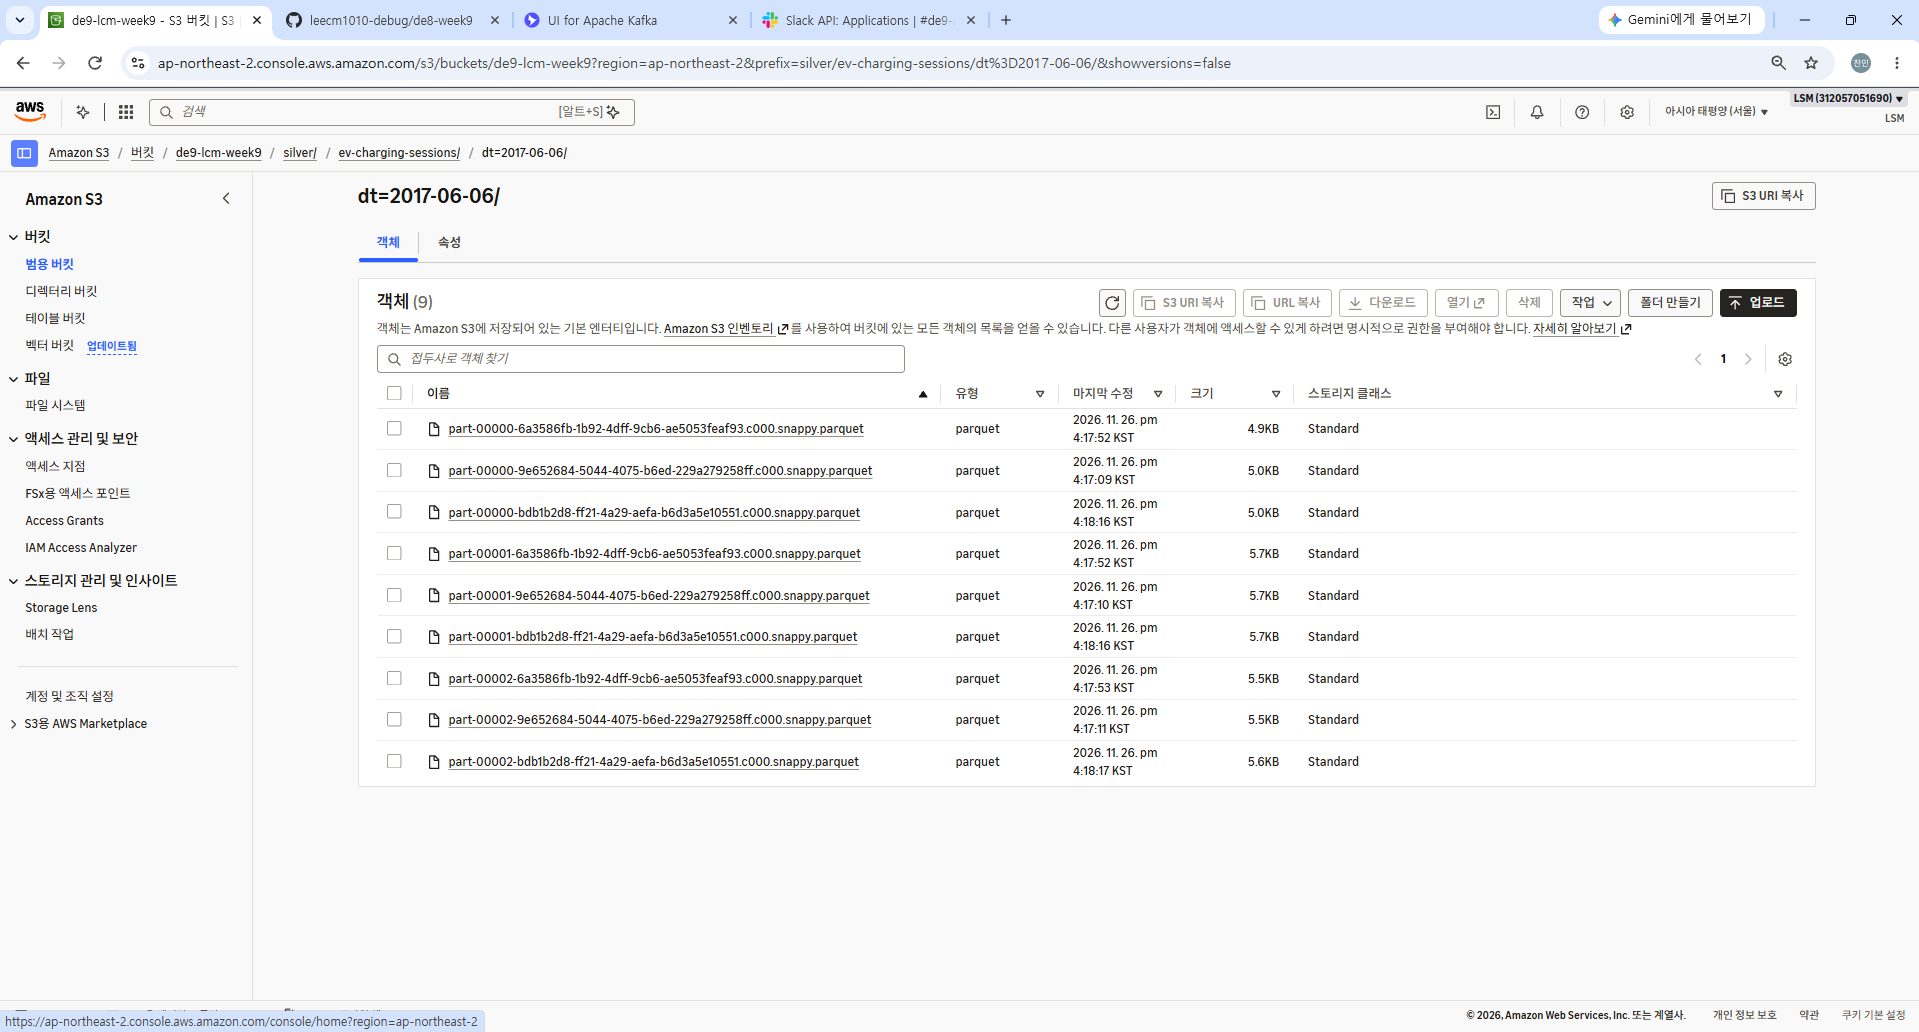 de9-lcm-week9 - S3 버킷 | S3
leecm1010-debug/de8-week9
UI for Apache Kafka
Slack API: Applications | #de9-
Gemini에게 물어보기
ap-northeast-2.console.aws.amazon.com/s3/buckets/de9-lcm-week9?region=ap-northeast-2&prefix=silver/ev-charging-sessions/dt%3D2017-06-06/&showversions=false
잔민
aws
검색
[알트+S]
아시아 태평양 (서울)
LSM (312057051690)
LSM
Amazon S3 / 버킷 / de9-lcm-week9 / silver/ / ev-charging-sessions/ / dt=2017-06-06/
Amazon S3
버킷
범용 버킷
디렉터리 버킷
테이블 버킷
벡터 버킷 업데이트됨
파일
파일 시스템
액세스 관리 및 보안
액세스 지점
FSx용 액세스 포인트
Access Grants
IAM Access Analyzer
스토리지 관리 및 인사이트
Storage Lens
배치 작업
계정 및 조직 설정
S3용 AWS Marketplace
dt=2017-06-06/
S3 URI 복사
객체
속성
객체 (9)
S3 URI 복사
URL 복사
다운로드
열기
삭제
작업
폴더 만들기
업로드
객체는 Amazon S3에 저장되어 있는 기본 엔터티입니다. Amazon S3 인벤토리 를 사용하여 버킷에 있는 모든 객체의 목록을 얻을 수 있습니다. 다른 사용자가 객체에 액세스할 수 있게 하려면 명시적으로 권한을 부여해야 합니다. 자세히 알아보기
접두사로 객체 찾기
1
이름 유형 마지막 수정 크기 스토리지 클래스
part-00000-6a3586fb-1b92-4dff-9cb6-ae5053feaf93.c000.snappy.parquet parquet 2026. 11. 26. pm 4:17:52 KST 4.9KB Standard
part-00000-9e652684-5044-4075-b6ed-229a279258ff.c000.snappy.parquet parquet 2026. 11. 26. pm 4:17:09 KST 5.0KB Standard
part-00000-bdb1b2d8-ff21-4a29-aefa-b6d3a5e10551.c000.snappy.parquet parquet 2026. 11. 26. pm 4:18:16 KST 5.0KB Standard
part-00001-6a3586fb-1b92-4dff-9cb6-ae5053feaf93.c000.snappy.parquet parquet 2026. 11. 26. pm 4:17:52 KST 5.7KB Standard
part-00001-9e652684-5044-4075-b6ed-229a279258ff.c000.snappy.parquet parquet 2026. 11. 26. pm 4:17:10 KST 5.7KB Standard
part-00001-bdb1b2d8-ff21-4a29-aefa-b6d3a5e10551.c000.snappy.parquet parquet 2026. 11. 26. pm 4:18:16 KST 5.7KB Standard
part-00002-6a3586fb-1b92-4dff-9cb6-ae5053feaf93.c000.snappy.parquet parquet 2026. 11. 26. pm 4:17:53 KST 5.5KB Standard
part-00002-9e652684-5044-4075-b6ed-229a279258ff.c000.snappy.parquet parquet 2026. 11. 26. pm 4:17:11 KST 5.5KB Standard
part-00002-bdb1b2d8-ff21-4a29-aefa-b6d3a5e10551.c000.snappy.parquet parquet 2026. 11. 26. pm 4:18:17 KST 5.6KB Standard
https://ap-northeast-2.console.aws.amazon.com/console/home?region=ap-northeast-2
© 2026, Amazon Web Services, Inc. 또는 계열사.
개인 정보 보호
약관
쿠키 기본 설정